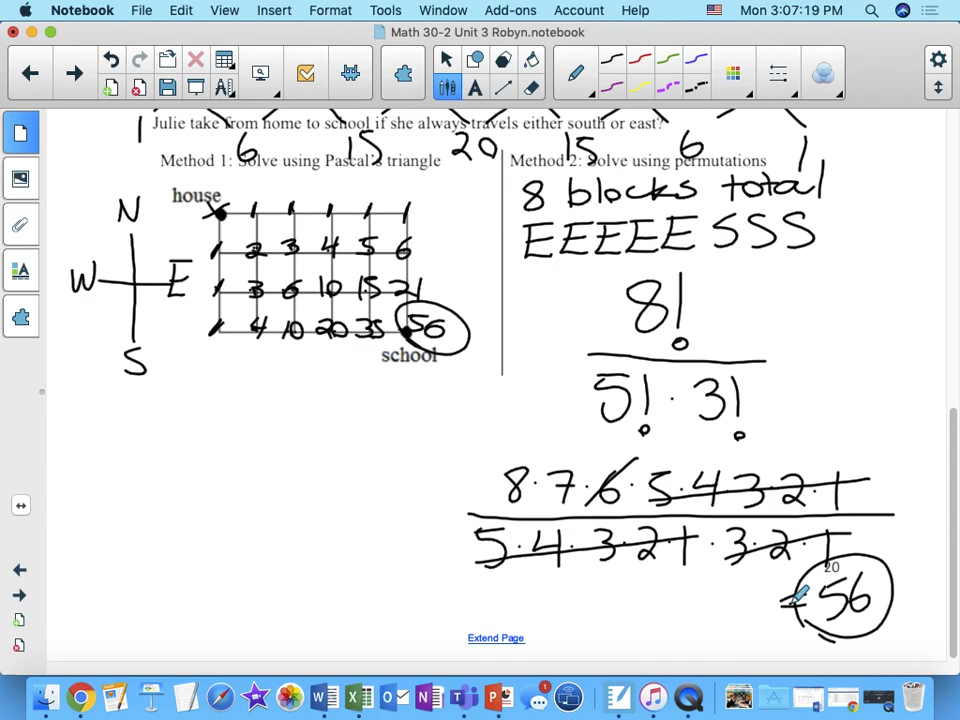 Notebook File Edit View Insert Format Tools Window Add-ons Account Help Mon 3:07:19 PM
Math 30-2 Unit 3 Robyn.notebook
Julie take from home to school if she always travels either south or east?
1 6 15 20 15 6 1
Method 1: Solve using Pascal's triangle
house
N
W E
S
1 1 1 1 1
1 2 3 4 5 6
1 3 6 10 15 21
1 4 10 20 35 56
school
Method 2: Solve using permutations
8 blocks total
EEEEE SSS
8!
5! · 3!
8·7·6·5·4·3·2·1
5·4·3·2·1·3·2·1
20
= 56
Extend Page